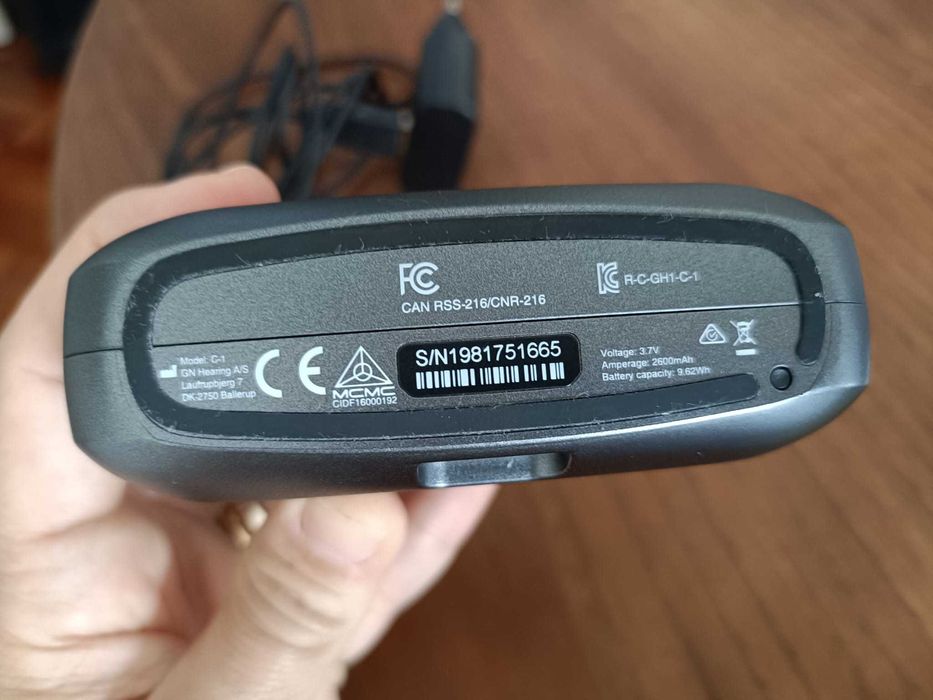 FC
CAN RSS-216/CNR-216
R-C-GH1-C-1
Model: C-1
GN Hearing A/S
Lautrupbjerg 7
DK-2750 Ballerup
CE
MCMC
CIDF16000192
S/N1981751665
Voltage: 3.7V
Amperage: 2600mAh
Battery capacity: 9.62Wh